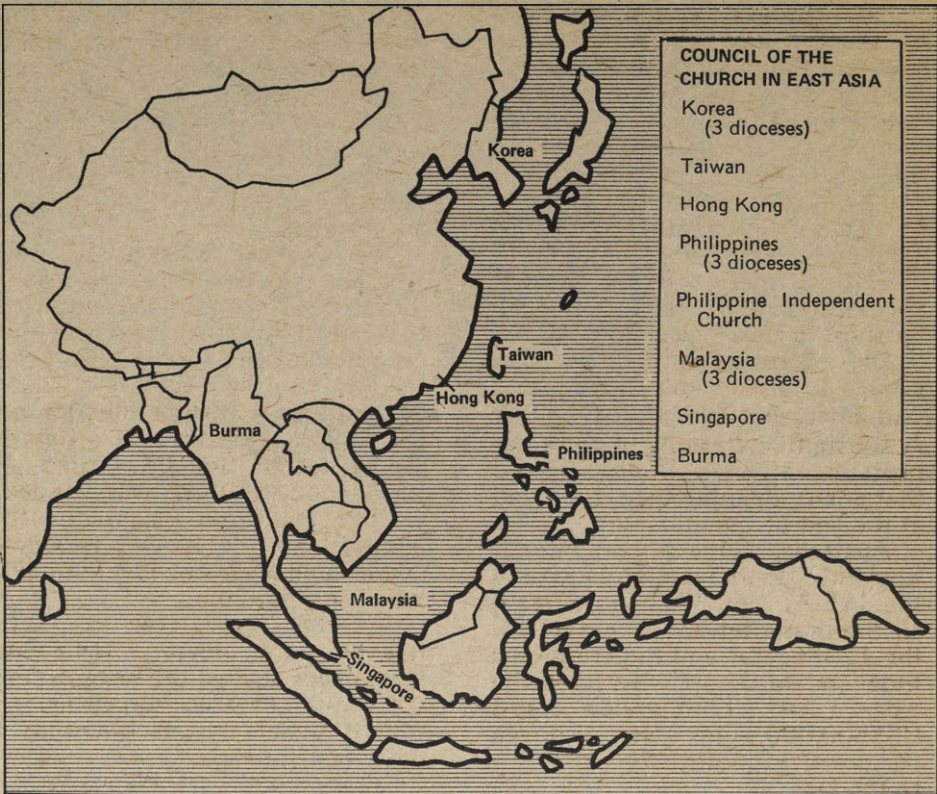 COUNCIL OF THE
CHURCH IN EAST ASIA
Korea
(3 dioceses)
Taiwan
Hong Kong
Philippines
(3 dioceses)
Philippine Independent
Church
Malaysia
(3 dioceses)
Singapore
Burma
Korea
Taiwan
Hong Kong
Burma
Philippines
Malaysia
Singapore